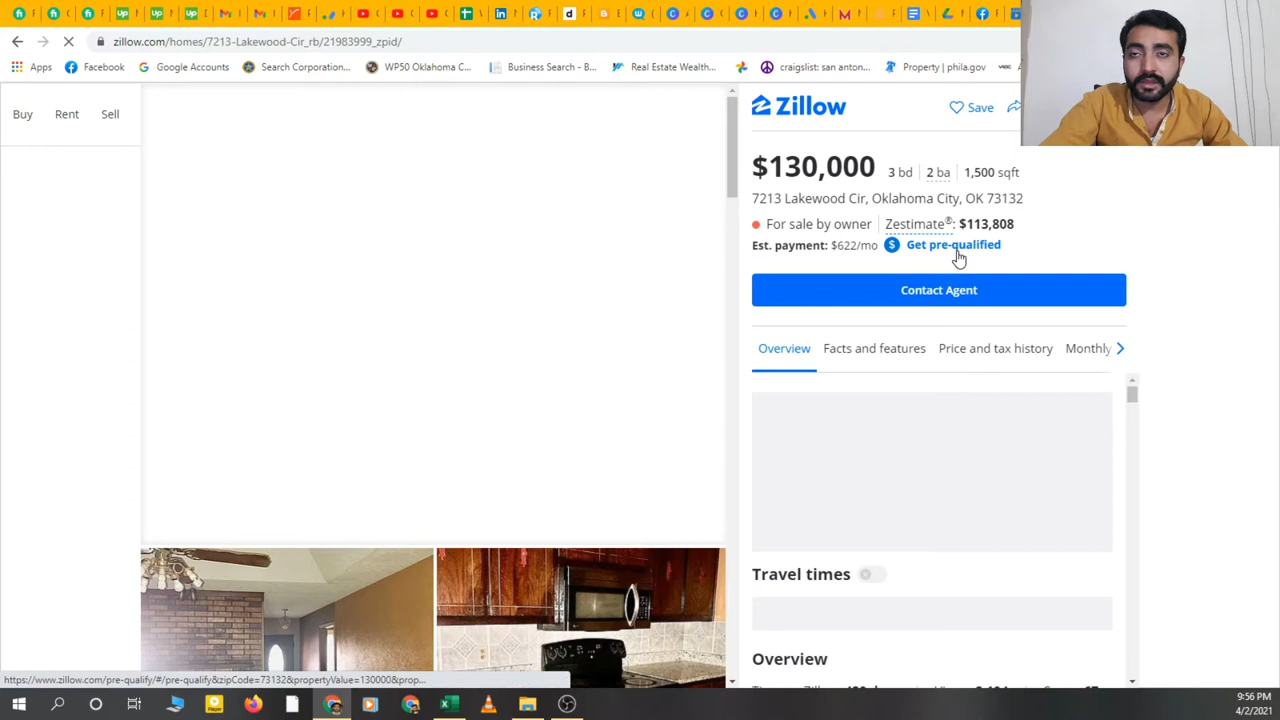 zillow.com/homes/7213-Lakewood-Cir_rb/21983999_zpid/
Apps
Facebook
Google Accounts
Search Corporation...
WP50 Oklahoma C...
Business Search - B...
Real Estate Wealth...
craigslist: san anton...
Property | phila.gov
Buy
Rent
Sell
Zillow
Save
$130,000 3 bd 2 ba 1,500 sqft
7213 Lakewood Cir, Oklahoma City, OK 73132
For sale by owner Zestimate®: $113,808
Est. payment: $622/mo $ Get pre-qualified
Contact Agent
Overview Facts and features Price and tax history Monthly
Travel times
Overview
https://www.zillow.com/pre-qualify/#/pre-qualify&zipCode=73132&propertyValue=130000&prop...
9:56 PM
4/2/2021